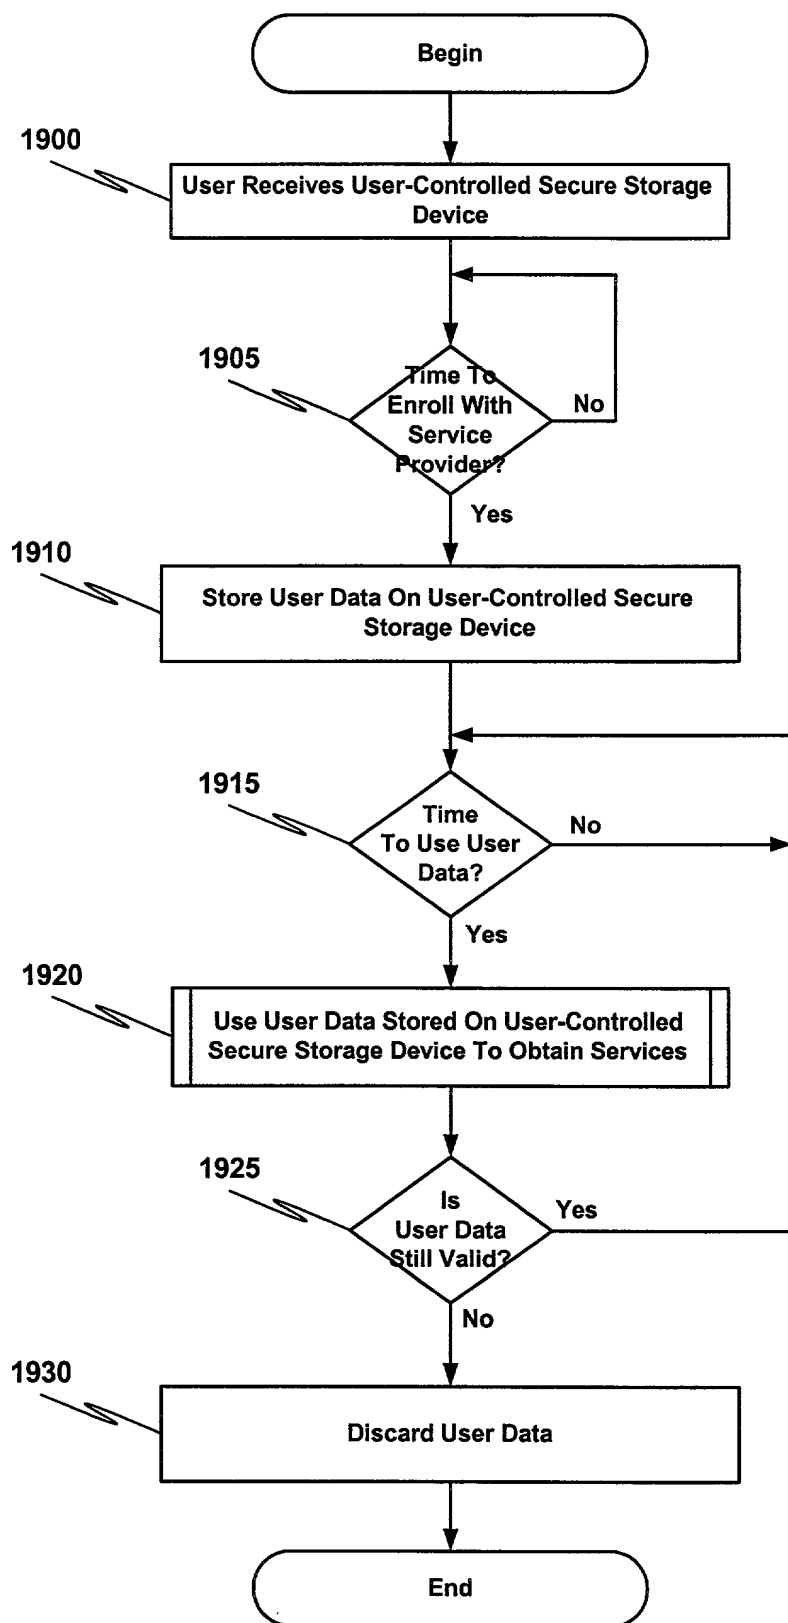 Begin
1900
User Receives User-Controlled Secure Storage
Device
1905
Time To
Enroll With
Service
Provider?
No
Yes
1910
Store User Data On User-Controlled Secure
Storage Device
1915
Time
To Use User
Data?
No
Yes
1920
Use User Data Stored On User-Controlled
Secure Storage Device To Obtain Services
1925
Is
User Data
Still Valid?
Yes
No
1930
Discard User Data
End